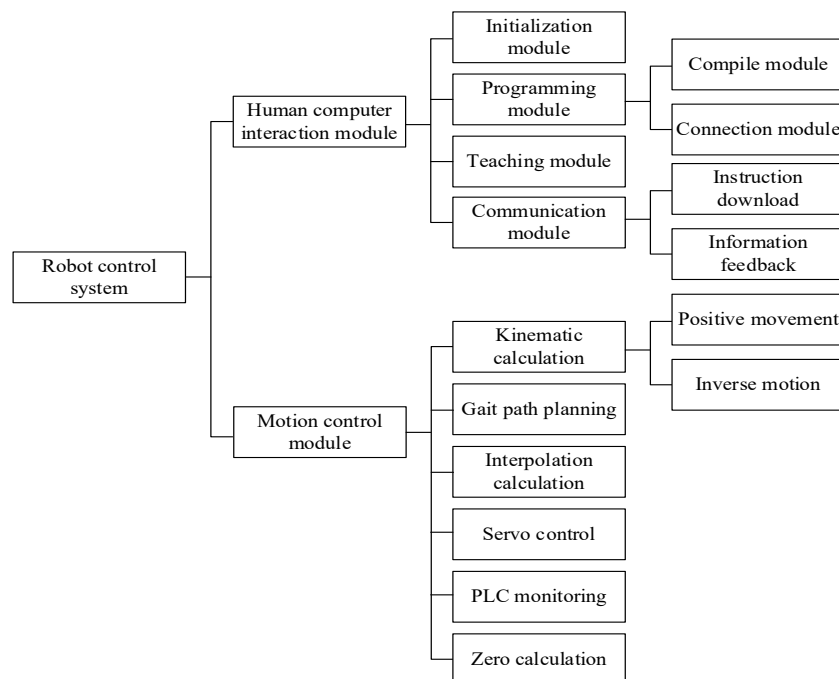 Robot control
system
Human computer
interaction module
Initialization
module
Programming
module
Compile module
Connection module
Teaching module
Communication
module
Instruction
download
Information
feedback
Motion control
module
Kinematic
calculation
Positive movement
Inverse motion
Gait path planning
Interpolation
calculation
Servo control
PLC monitoring
Zero calculation